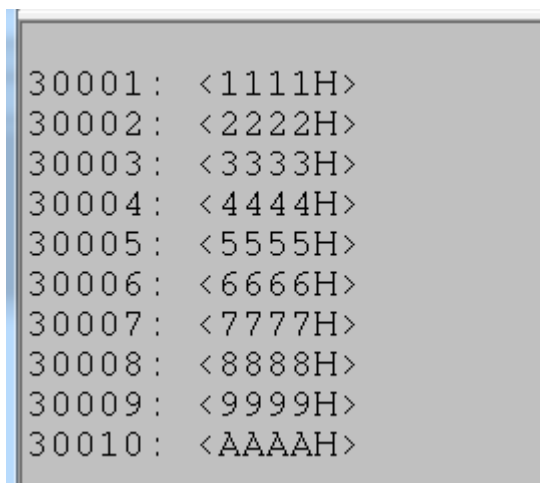 30001: <1111H>
30002: <2222H>
30003: <3333H>
30004: <4444H>
30005: <5555H>
30006: <6666H>
30007: <7777H>
30008: <8888H>
30009: <9999H>
30010: <AAAAH>